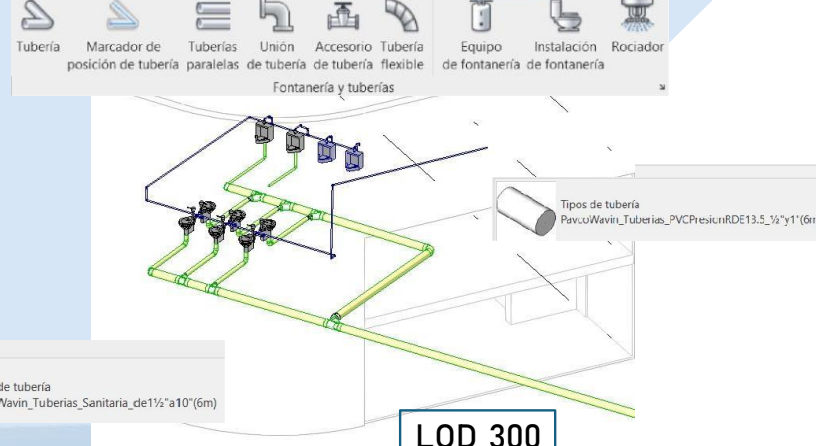 Tubería
Marcador de
posición de tubería
Tuberías
paralelas
Unión
de tubería
Accesorio
de tubería
Tubería
flexible
Equipo
de fontanería
Instalación
de fontanería
Rociador
Fontanería y tuberías
Tipos de tubería
PavcoWavin_Tuberias_PVCPresionRDE13.5_½"y1"(6m
de tubería
Wavin_Tuberias_Sanitaria_de1½"a10"(6m)
LOD 300